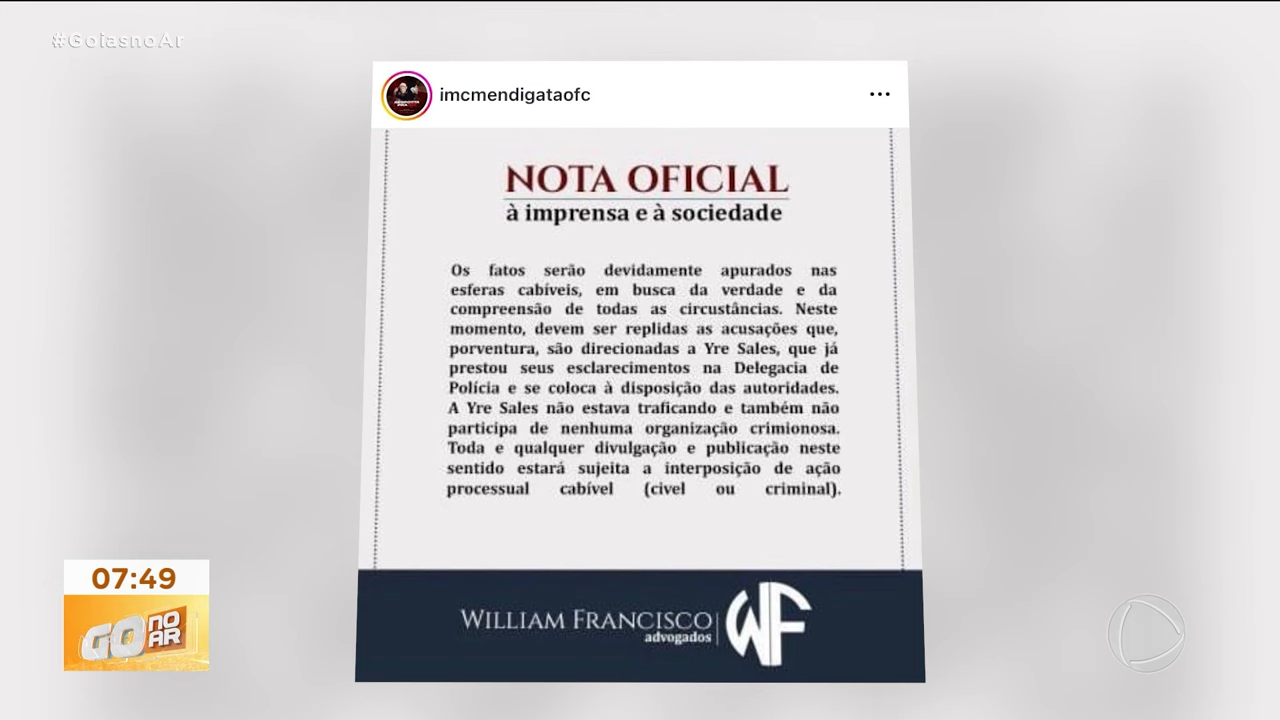 #GoiasnoAr
imcmendigataofc
NOTA OFICIAL
à imprensa e à sociedade
Os fatos serão devidamente apurados nas
esferas cabíveis, em busca da verdade e da
compreensão de todas as circustâncias. Neste
momento, devem ser replidas as acusações que,
porventura, são direcionadas a Yre Sales, que já
prestou seus esclarecimentos na Delegacia de
Polícia e se coloca à disposição das autoridades.
A Yre Sales não estava traficando e também não
participa de nenhuma organização crimionosa.
Toda e qualquer divulgação e publicação neste
sentido estará sujeita a interposição de ação
processual cabível (civel ou criminal).
WILLIAM FRANCISCO
advogados
WF
07:49
GO NO AR